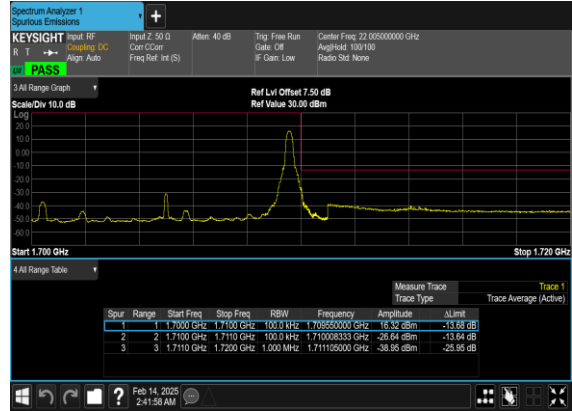 Spectrum Analyzer 1
Spurious Emissions
+
KEYSIGHT Input: RF Input Z: 50 Ω Atten: 40 dB Trig: Free Run Center Freq: 22.005000000 GHz
R T Coupling: DC Corr CCorr Gate: Off Avg|Hold: 100/100
Align: Auto Freq Ref: Int (S) IF Gain: Low Radio Std: None
PASS
3 All Range Graph
Ref Lvl Offset 7.50 dB
Scale/Div 10.0 dB Ref Value 30.00 dBm
Log
20.0
10.0
0.00
-10.0
-20.0
-30.0
-40.0
-50.0
-60.0
Start 1.700 GHz Stop 1.720 GHz
4 All Range Table
Measure Trace Trace 1
Trace Type Trace Average (Active)
Spur Range Start Freq Stop Freq RBW Frequency Amplitude ΔLimit
1 1 1.7000 GHz 1.7100 GHz 100.0 kHz 1.709550000 GHz 16.32 dBm -13.68 dB
2 2 1.7100 GHz 1.7110 GHz 100.0 kHz 1.710008333 GHz -26.64 dBm -13.64 dB
3 3 1.7110 GHz 1.7200 GHz 1.000 MHz 1.711105000 GHz -38.95 dBm -25.95 dB
? Feb 14, 2025
2:41:58 AM